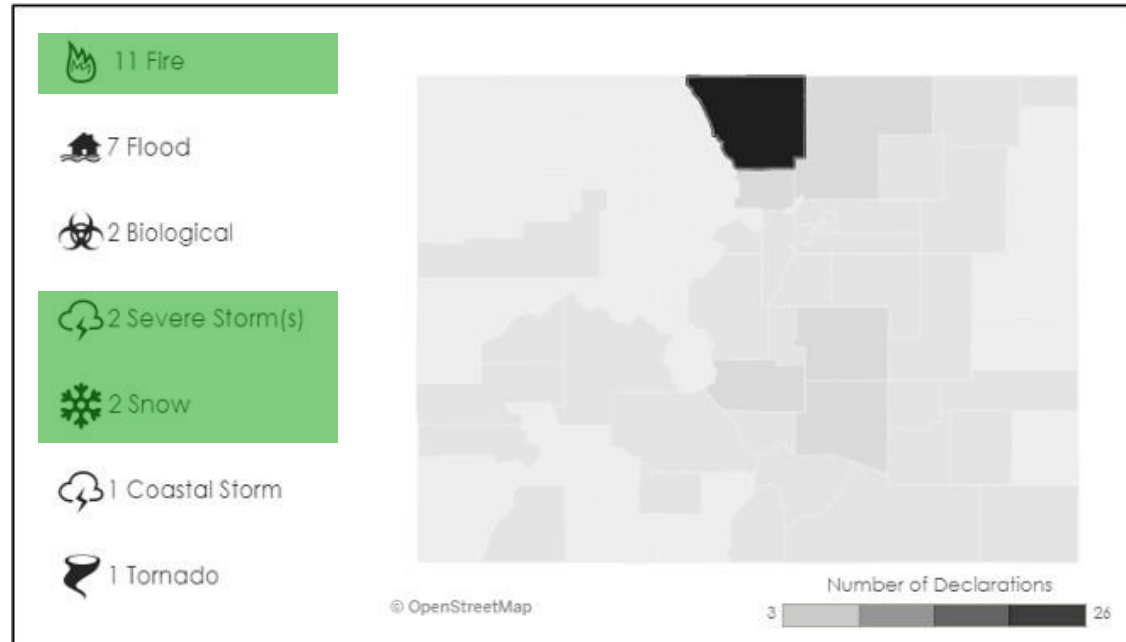 11 Fire
7 Flood
2 Biological
2 Severe Storm(s)
2 Snow
1 Coastal Storm
1 Tornado
© OpenStreetMap
Number of Declarations
3 26